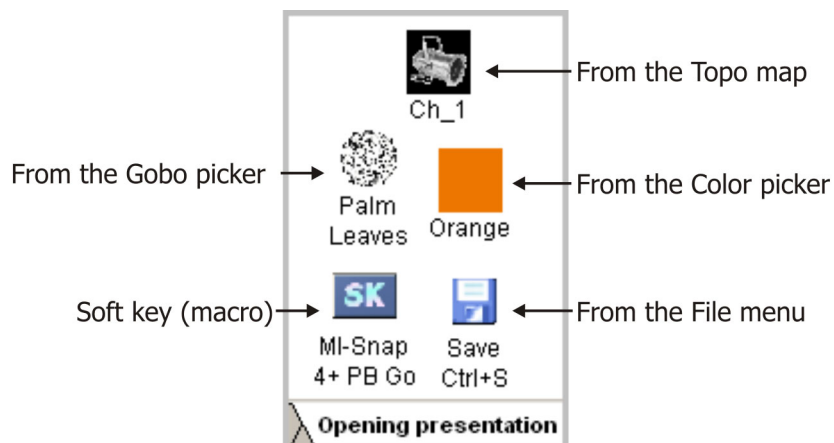 From the Topo map
Ch_1
From the Gobo picker
From the Color picker
Palm
Leaves
Orange
SK
Soft key (macro)
From the File menu
MI-Snap
4+ PB Go
Save
Ctrl+S
Opening presentation